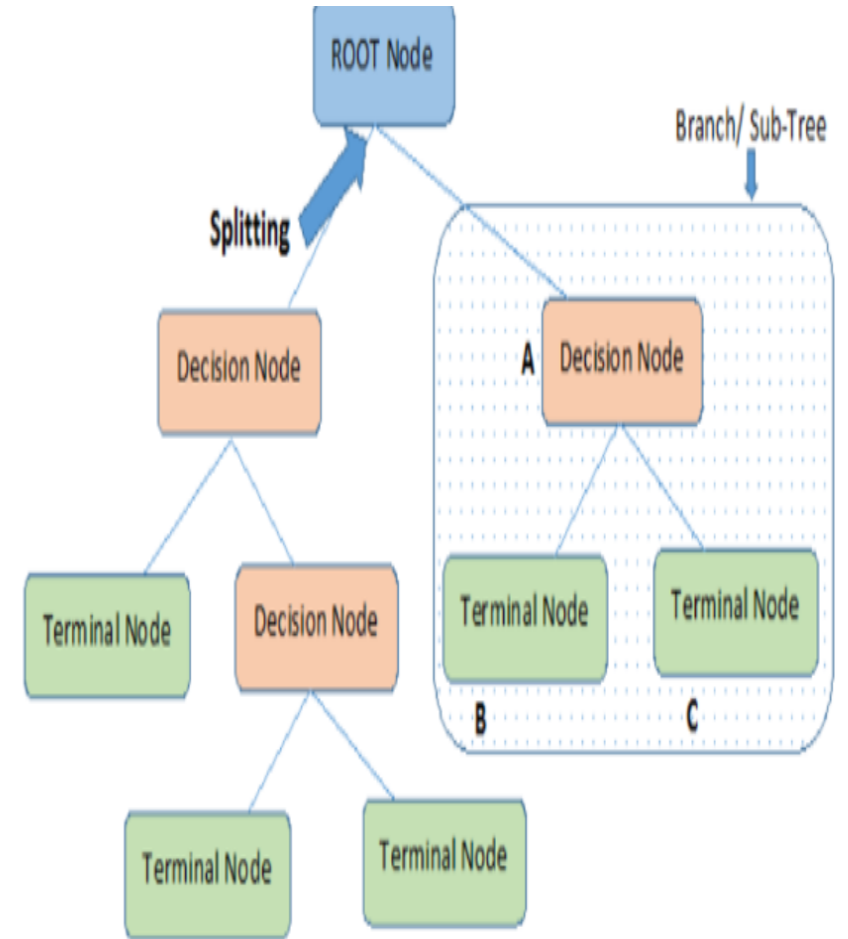 ROOT Node
Branch/ Sub-Tree
Splitting
Decision Node
A
Decision Node
Terminal Node
Decision Node
Terminal Node
Terminal Node
B
C
Terminal Node
Terminal Node